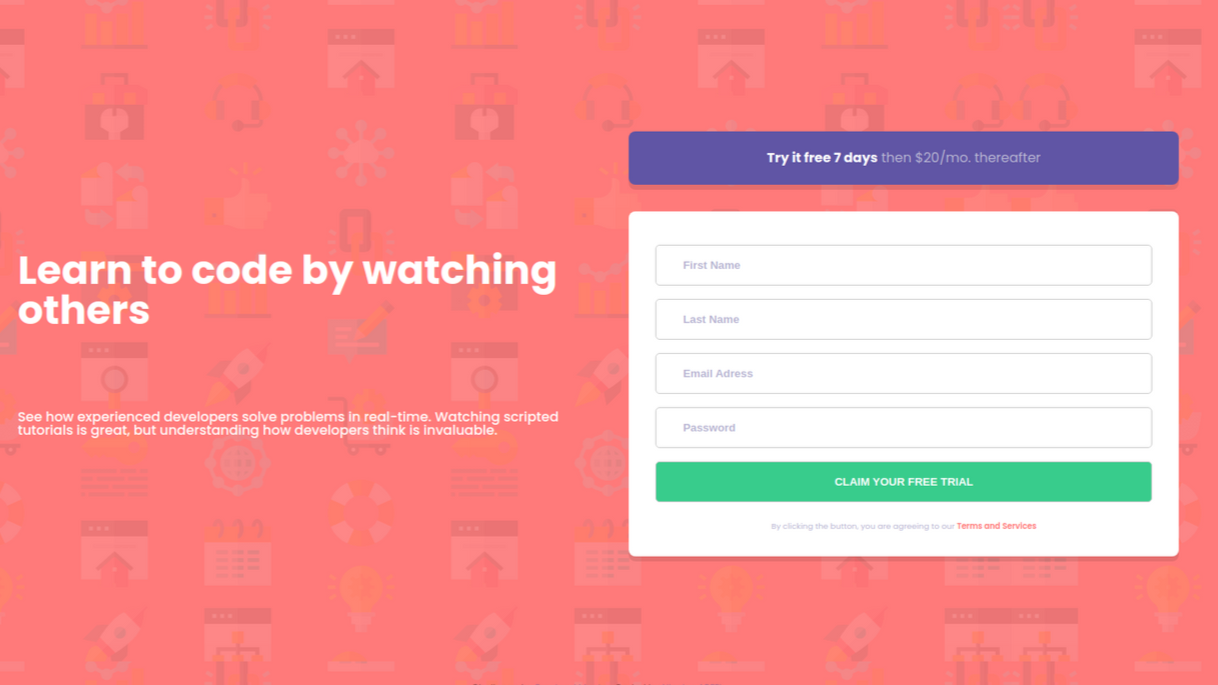 Learn to code by watching
others
See how experienced developers solve problems in real-time. Watching scripted
tutorials is great, but understanding how developers think is invaluable.
Try it free 7 days then $20/mo. thereafter
First Name
Last Name
Email Adress
Password
CLAIM YOUR FREE TRIAL
By clicking the button, you are agreeing to our Terms and Services